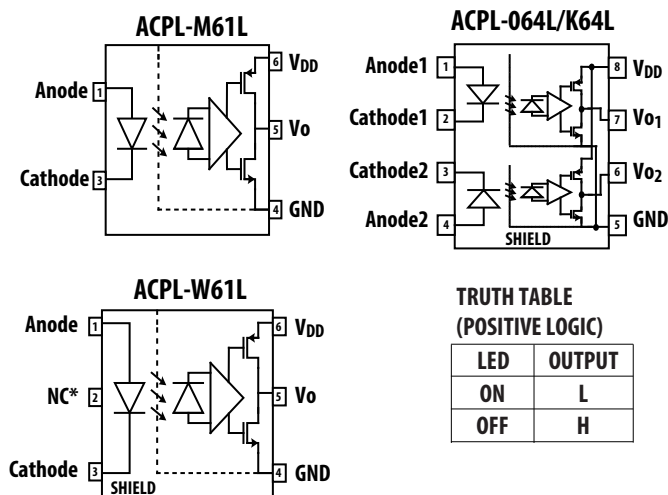 ACPL-M61L
Anode 1
Cathode 3
6 VDD
5 Vo
4 GND
ACPL-064L/K64L
Anode1 1
Cathode1 2
Cathode2 3
Anode2 4
8 VDD
7 Vo1
6 Vo2
5 GND
SHIELD
ACPL-W61L
Anode 1
NC* 2
Cathode 3
6 VDD
5 Vo
4 GND
SHIELD
TRUTH TABLE
(POSITIVE LOGIC)
LED OUTPUT
ON L
OFF H